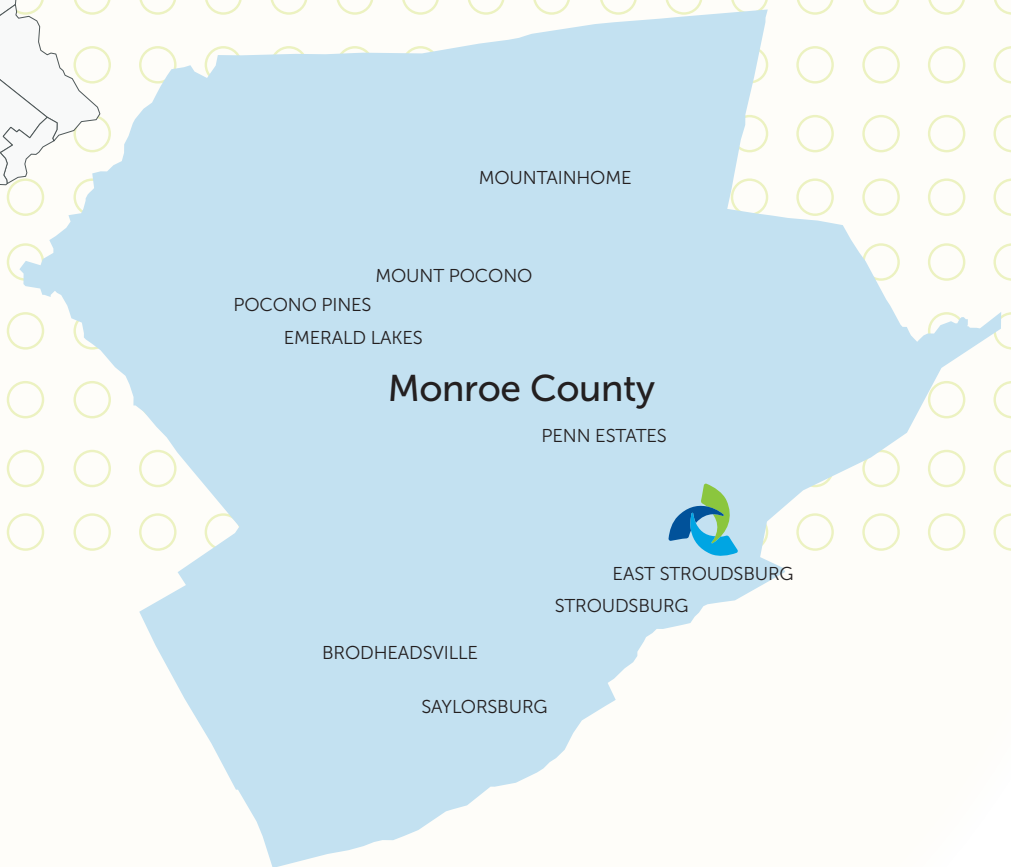 MOUNTAINHOME
MOUNT POCONO
POCONO PINES
EMERALD LAKES
Monroe County
PENN ESTATES
EAST STROUDSBURG
STROUDSBURG
BRODHEADSVILLE
SAYLORSBURG